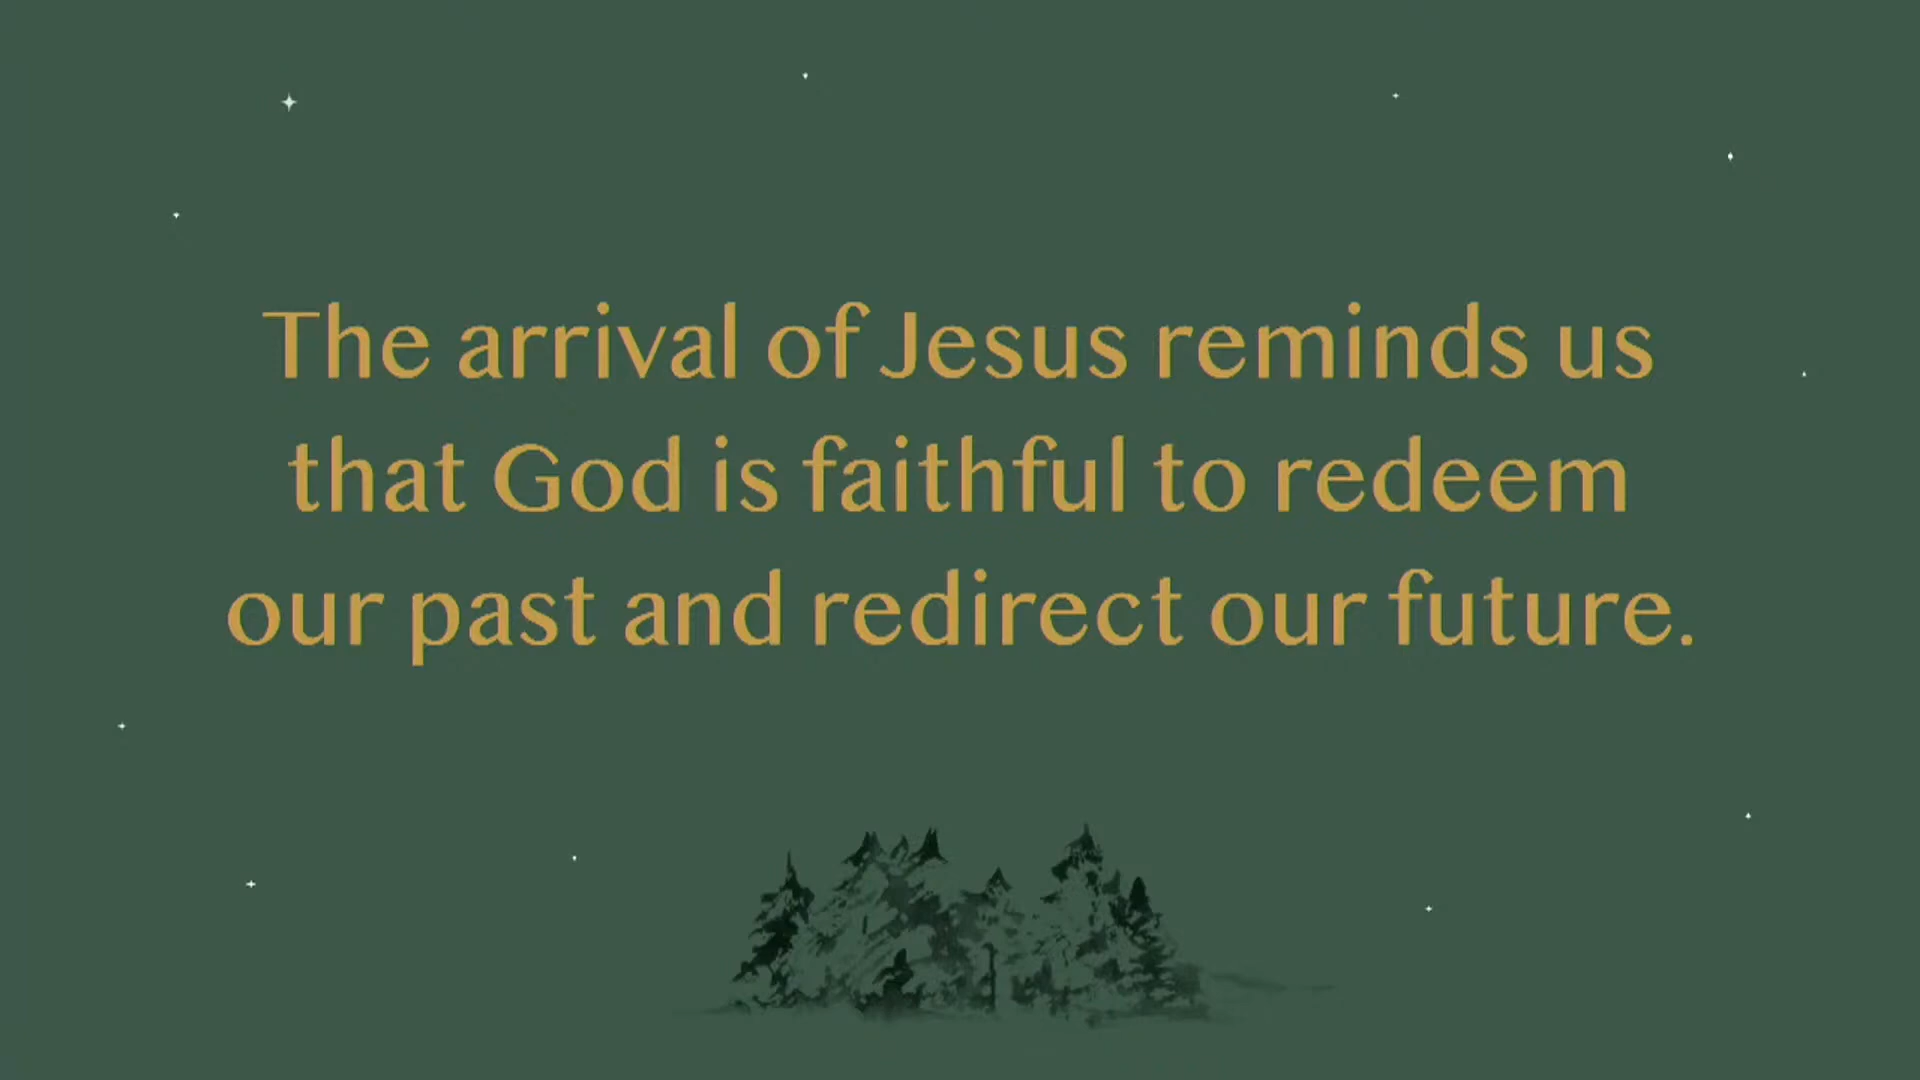 The arrival of Jesus reminds us
that God is faithful to redeem
our past and redirect our future.